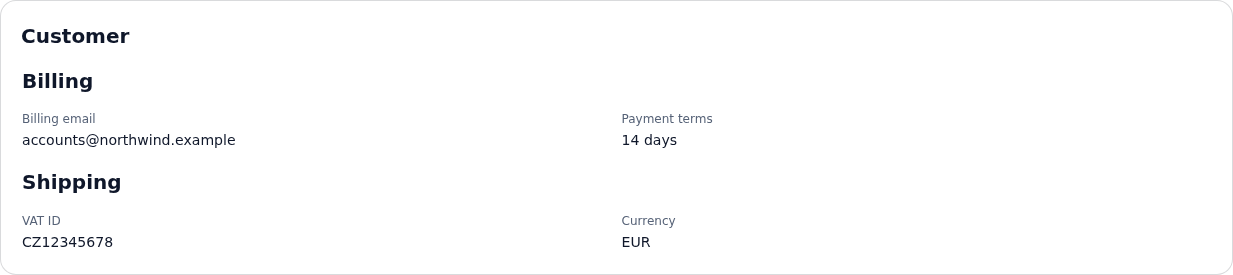 Customer
Billing
Billing email
Payment terms
accounts@northwind.example
14 days
Shipping
VAT ID
Currency
CZ12345678
EUR